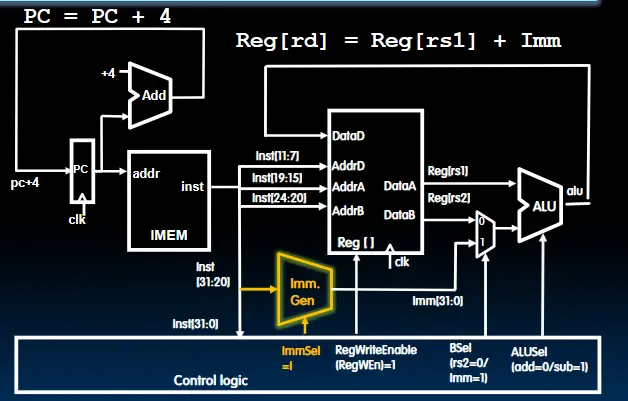 PC = PC + 4
Reg[rd] = Reg[rs1] + Imm
+4
Add
DataD
Inst[11:7]
AddrD
Reg[rs1]
PC
addr
inst
Inst[19:15]
AddrA
DataA
alu
pc+4
Inst[24:20]
AddrB
Reg[rs2]
ALU
DataB
0
clk
IMEM
Reg [ ]
1
clk
Inst
[31:20]
Imm.
Gen
Imm[31:0]
Inst[31:0]
ImmSel
=I
RegWriteEnable
(RegWEn)=1
BSel
(rs2=0/
Imm=1)
ALUSel
(add=0/sub=1)
Control logic